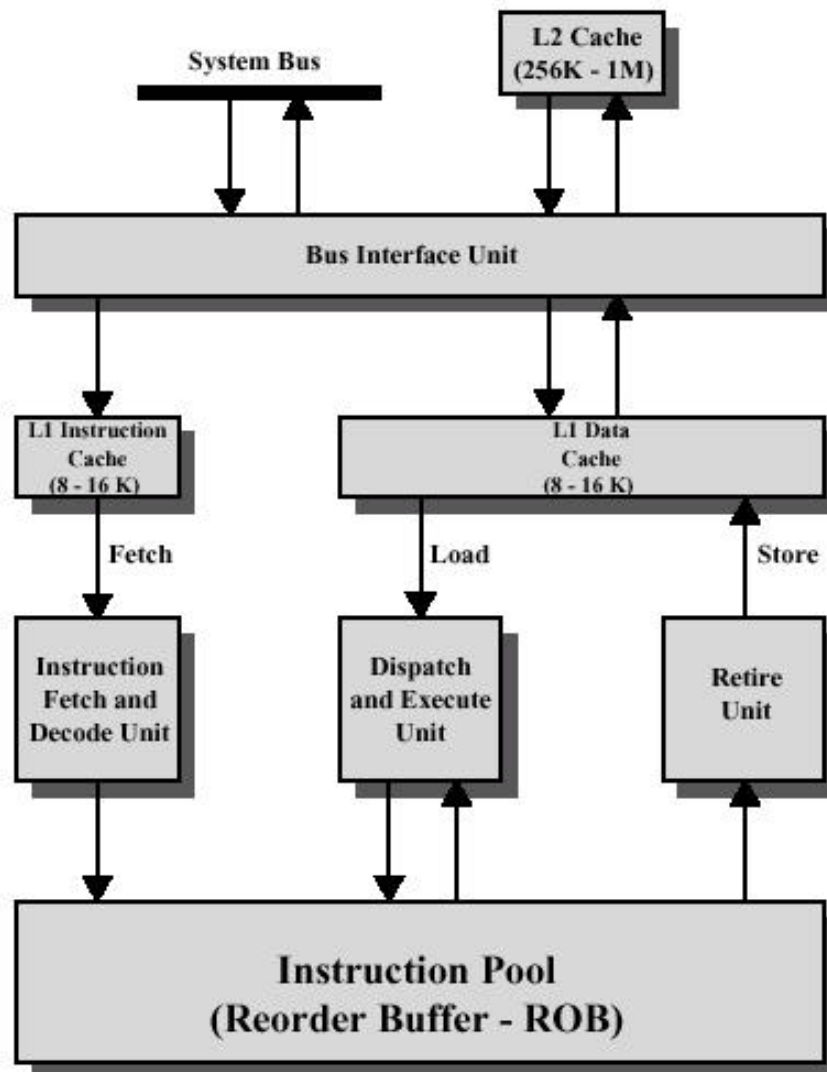 System Bus
L2 Cache
(256K - 1M)
Bus Interface Unit
L1 Instruction
Cache
(8 - 16 K)
L1 Data
Cache
(8 - 16 K)
Fetch
Load
Store
Instruction
Fetch and
Decode Unit
Dispatch
and Execute
Unit
Retire
Unit
Instruction Pool
(Reorder Buffer - ROB)